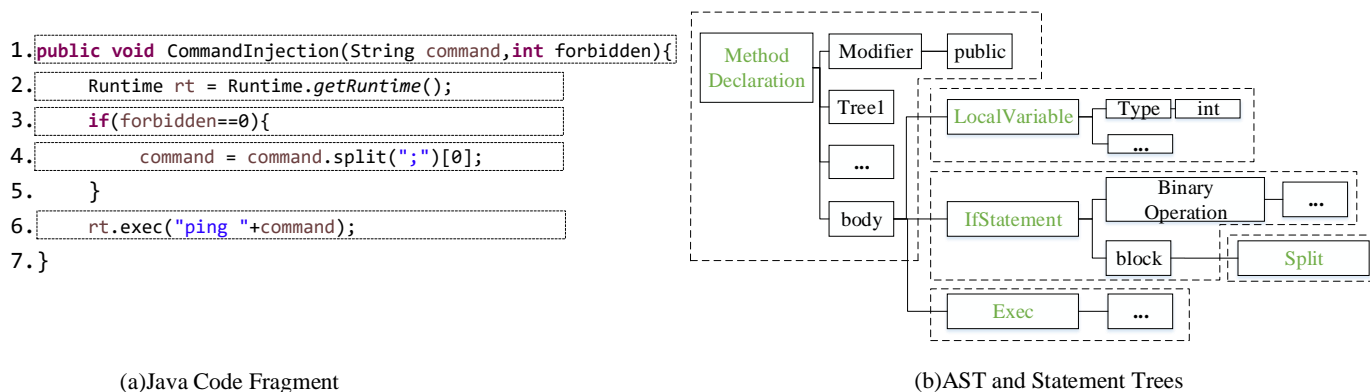 1. public void CommandInjection(String command,int forbidden){
2. Runtime rt = Runtime.getRuntime();
3. if(forbidden==0){
4. command = command.split(";")[0];
5. }
6. rt.exec("ping "+command);
7. }
(a)Java Code Fragment
Method
Declaration
Modifier
public
Tree1
...
body
LocalVariable
Type
int
...
IfStatement
Binary
Operation
...
block
Split
Exec
...
(b)AST and Statement Trees